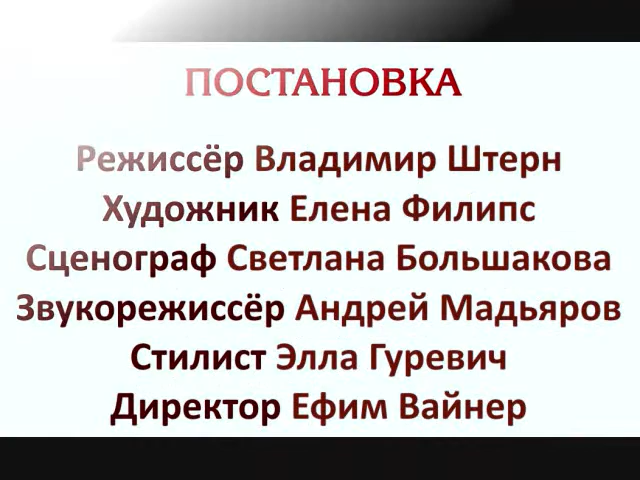 ПОСТАНОВКА
Режиссёр Владимир Штерн
Художник Елена Филипс
Сценограф Светлана Большакова
Звукорежиссёр Андрей Мадьяров
Стилист Элла Гуревич
Директор Ефим Вайнер